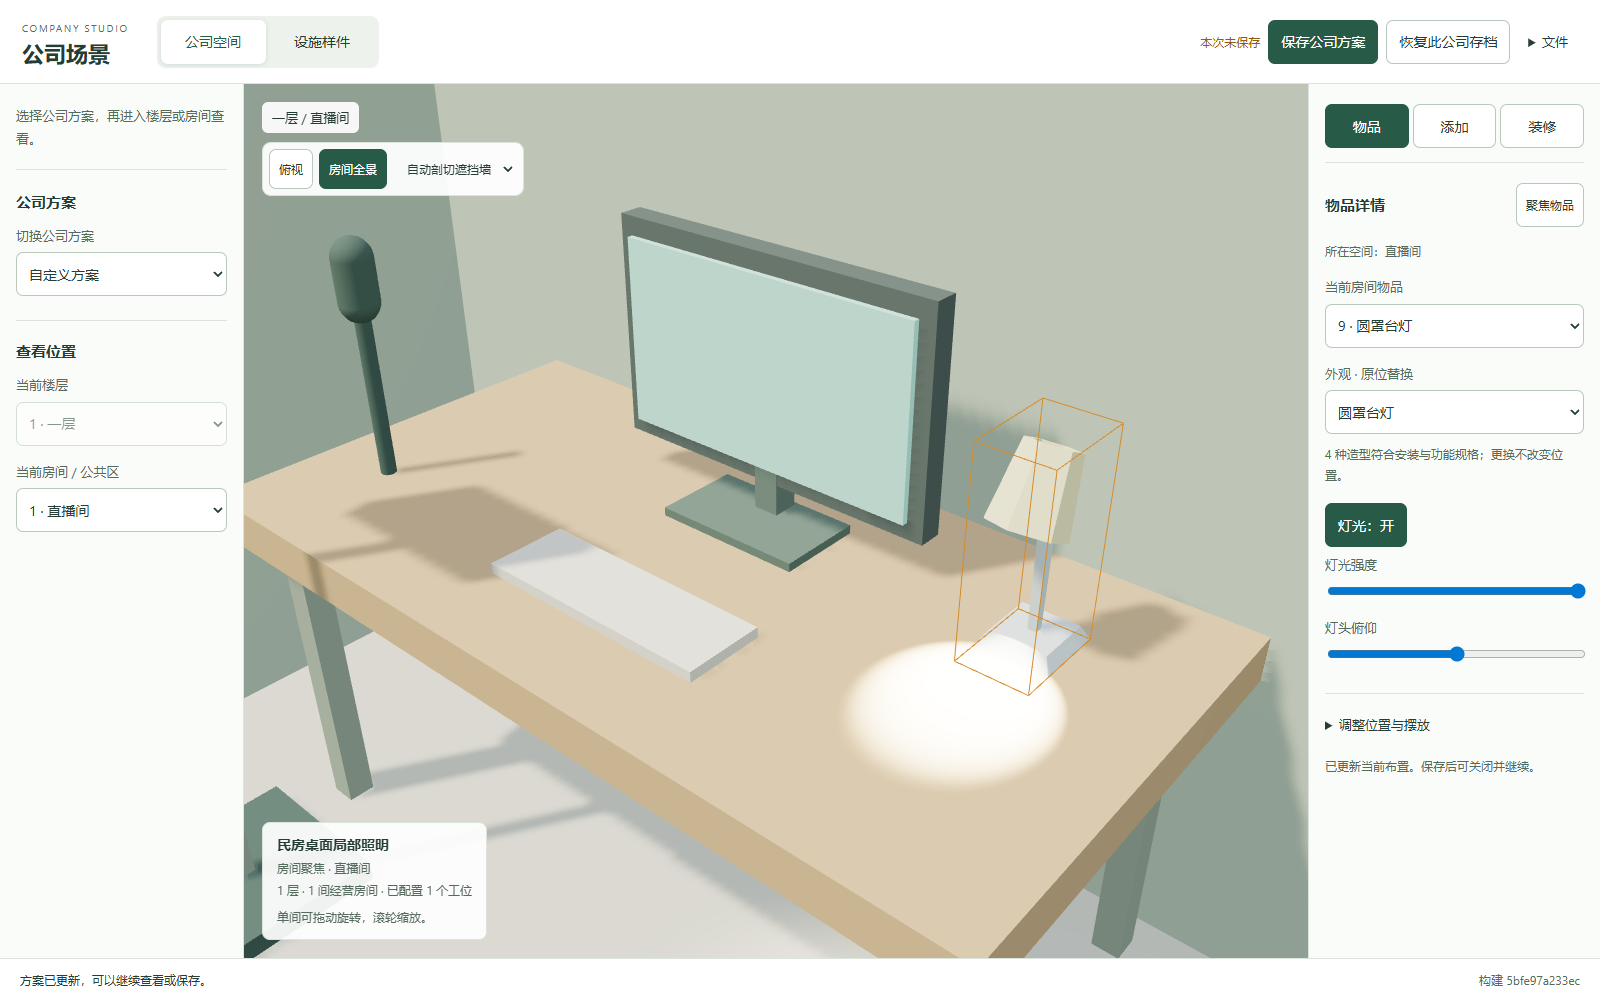 COMPANY STUDIO
公司场景
公司空间
设施样件
本次未保存
保存公司方案
恢复此公司存档
文件
选择公司方案，再进入楼层或房间查看。
公司方案
切换公司方案
自定义方案
查看位置
当前楼层
1 · 一层
当前房间 / 公共区
1 · 直播间
一层 / 直播间
俯视
房间全景
自动剖切遮挡墙
民房桌面局部照明
房间聚焦 · 直播间
1 层 · 1 间经营房间 · 已配置 1 个工位
单间可拖动旋转，滚轮缩放。
物品
添加
装修
物品详情
聚焦物品
所在空间：直播间
当前房间物品
9 · 圆罩台灯
外观 · 原位替换
圆罩台灯
4 种造型符合安装与功能规格；更换不改变位置。
灯光：开
灯光强度
灯头俯仰
调整位置与摆放
已更新当前布置。保存后可关闭并继续。
方案已更新，可以继续查看或保存。
构建 5bfe97a233ec